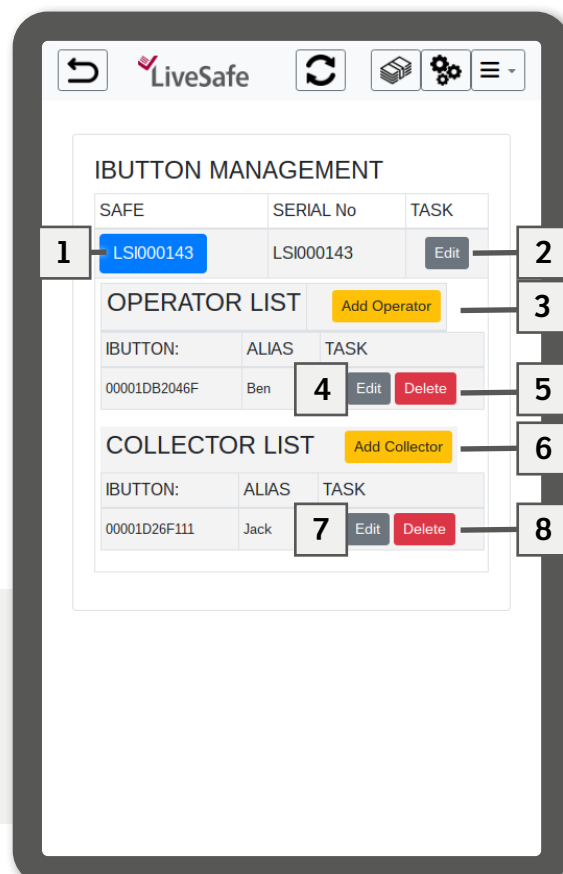 LiveSafe
IBUTTON MANAGEMENT
SAFE SERIAL No TASK
1 LSI000143 LSI000143 Edit 2
OPERATOR LIST Add Operator 3
IBUTTON: ALIAS TASK
00001DB2046F Ben 4 Edit Delete 5
COLLECTOR LIST Add Collector 6
IBUTTON: ALIAS TASK
00001D26F111 Jack 7 Edit Delete 8